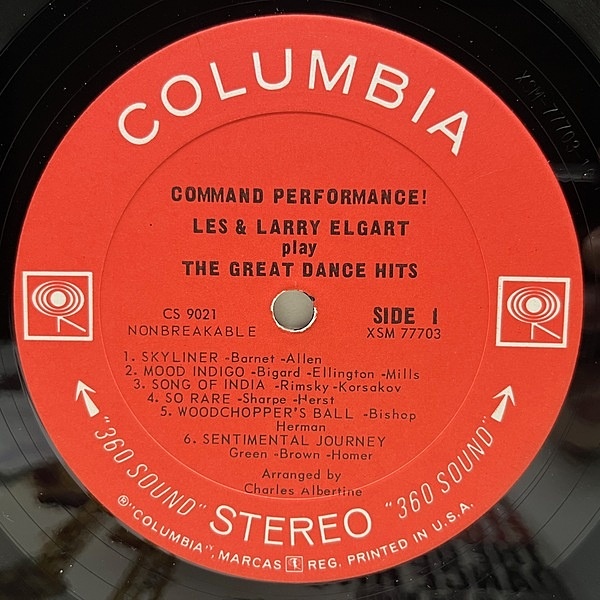 COLUMBIA
COMMAND PERFORMANCE!
LES & LARRY ELGART
play
THE GREAT DANCE HITS
CS 9021
NONBREAKABLE
SIDE 1
XSM 77703
1. SKYLINER -Barnet -Allen
2. MOOD INDIGO -Bigard -Ellington -Mills
3. SONG OF INDIA -Rimsky -Korsakov
4. SO RARE -Sharpe -Herst
5. WOODCHOPPER'S BALL -Bishop
Herman
6. SENTIMENTAL JOURNEY
Green -Brown -Homer
Arranged by
Charles Albertine
"360 SOUND" STEREO "360 SOUND"
® "COLUMBIA", MARCAS REG. PRINTED IN U.S.A.
XSM 77703